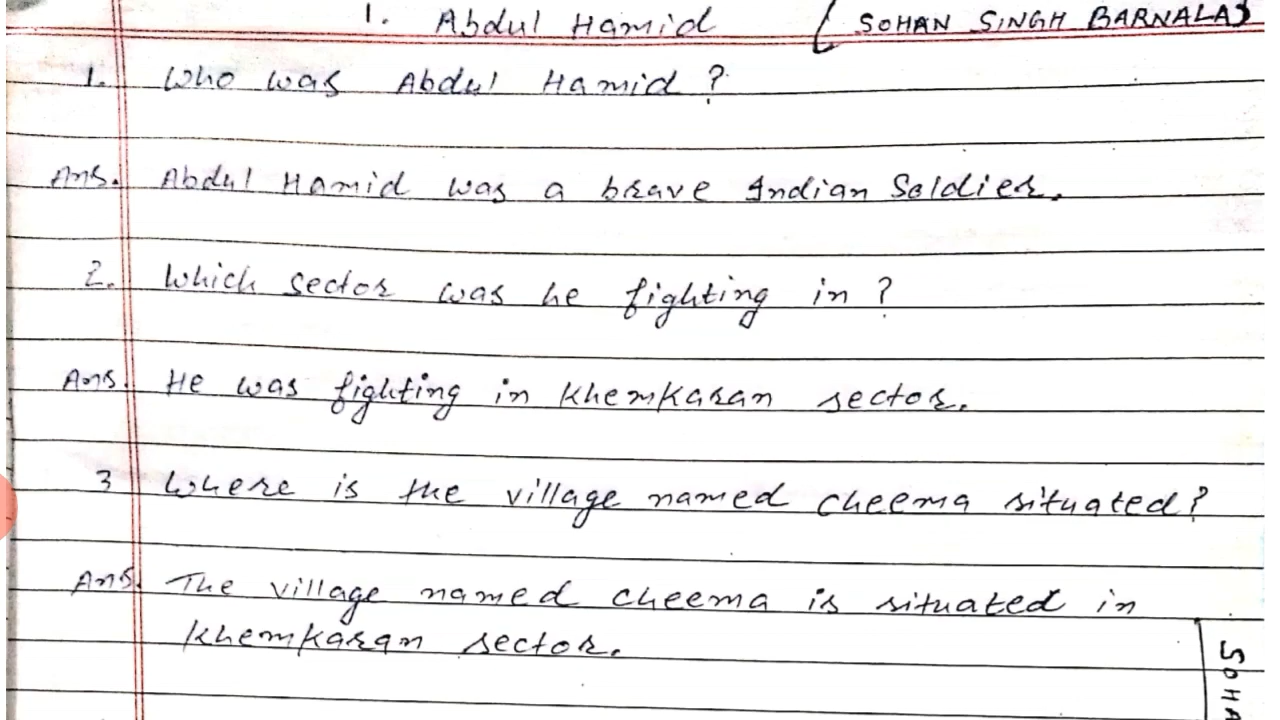 1. Abdul Hamid (SOHAN SINGH BARNALA)
1. Who was Abdul Hamid ?
Ans. Abdul Hamid was a brave Indian Soldier.
2. Which sector was he fighting in ?
Ans. He was fighting in Khemkaran sector.
3 Where is the village named cheema situated?
Ans. The village named cheema is situated in
Khemkaran sector.
SOHA